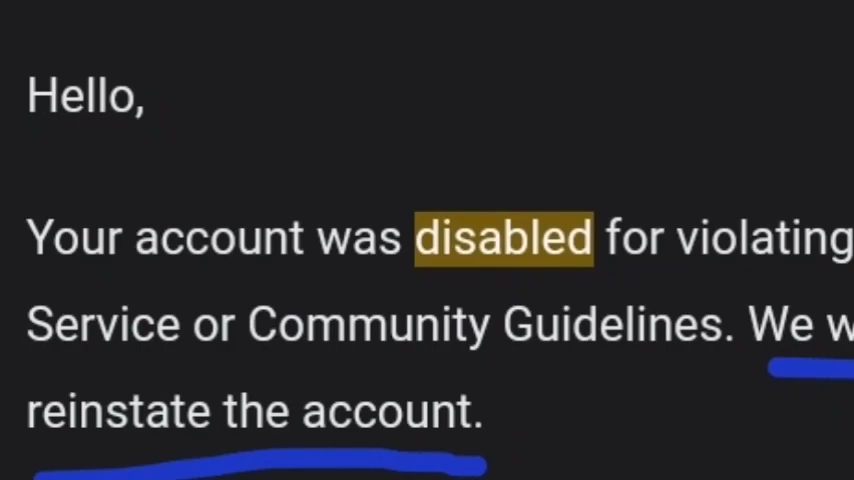 Hello,
Your account was disabled for violating
Service or Community Guidelines. We
reinstate the account.